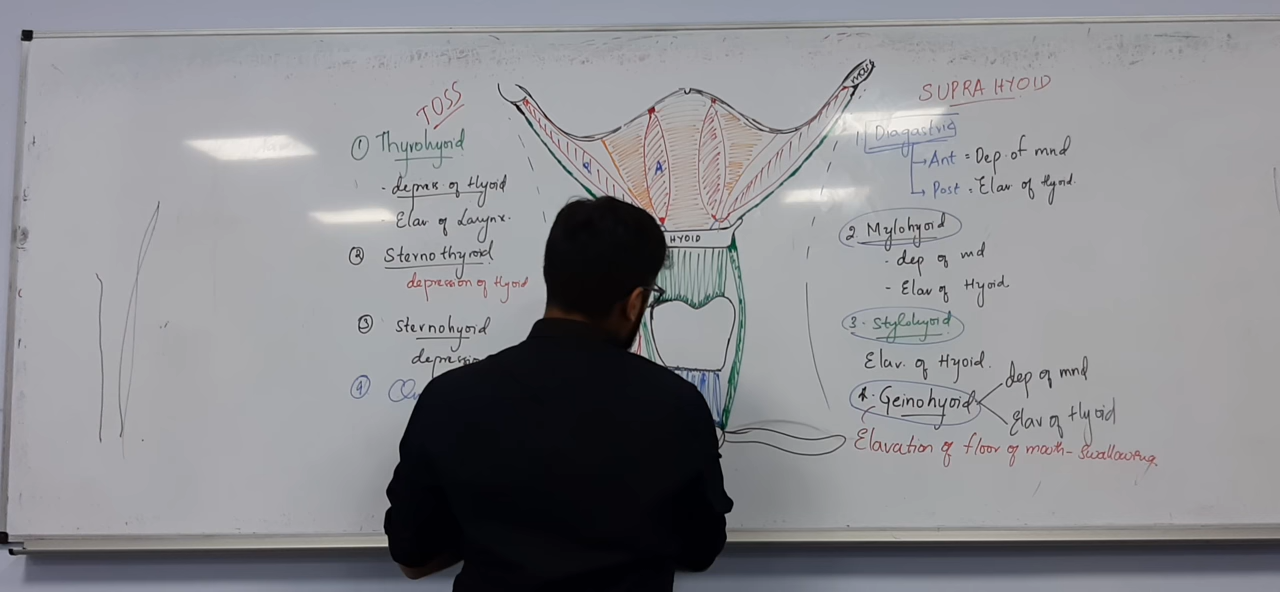 TOSS
① Thyrohyoid
- depress. of Hyoid
- Elav of Larynx.
② Sternothyroid
depression of Hyoid
③ Sternohyoid
depression
④
A
HYOID
SUPRA HYOID
Diagastric
Ant = Dep. of mnd
Post = Elav of Hyoid.
2. Mylohyoid
- dep of md
- Elav of Hyoid
3. Stylohyoid
Elav. of Hyoid.
4. Geinohyoid
dep of mnd
Elav of Hyoid
Elavation of floor of mouth - swallowing